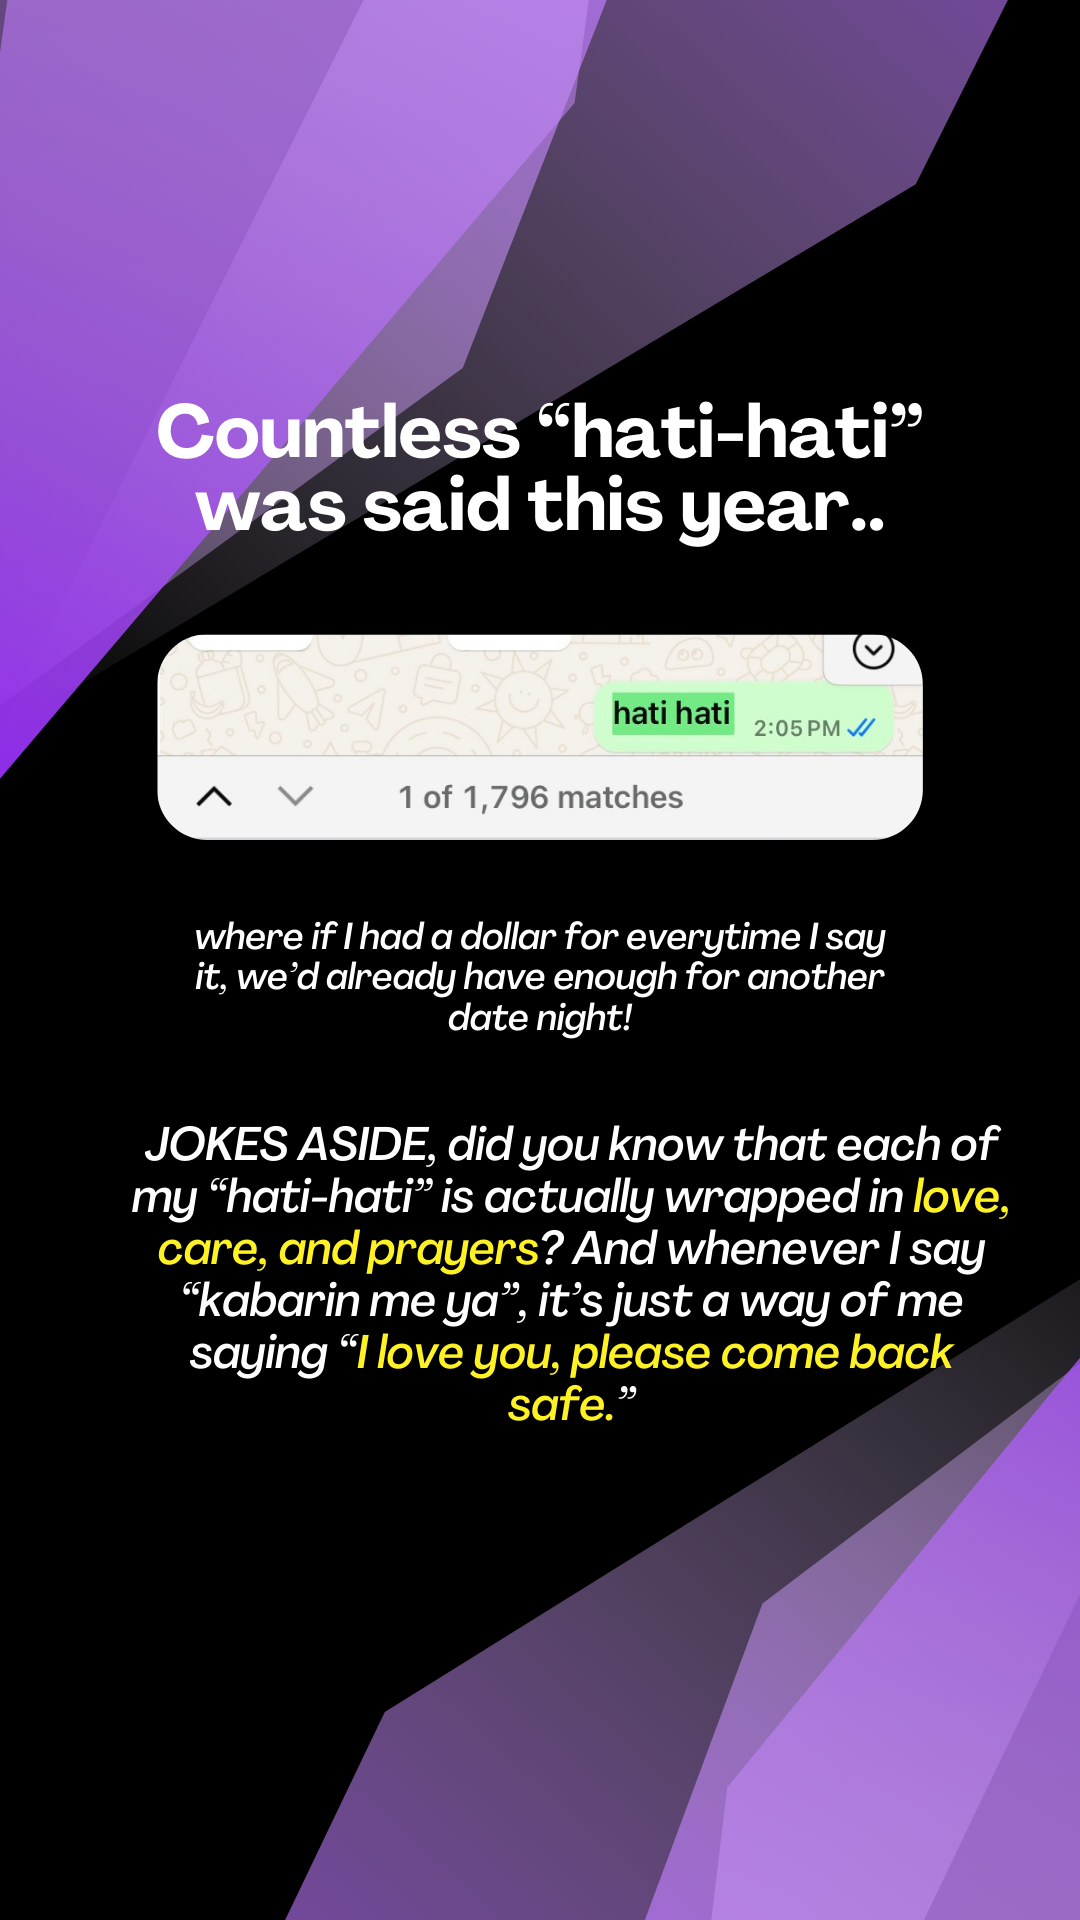 Countless “hati-hati”
was said this year..
hati hati
2:05 PM
1 of 1,796 matches
where if I had a dollar for everytime I say
it, we’d already have enough for another
date night!
JOKES ASIDE, did you know that each of
my “hati-hati” is actually wrapped in love,
care, and prayers? And whenever I say
“kabarin me ya”, it’s just a way of me
saying “I love you, please come back
safe.”